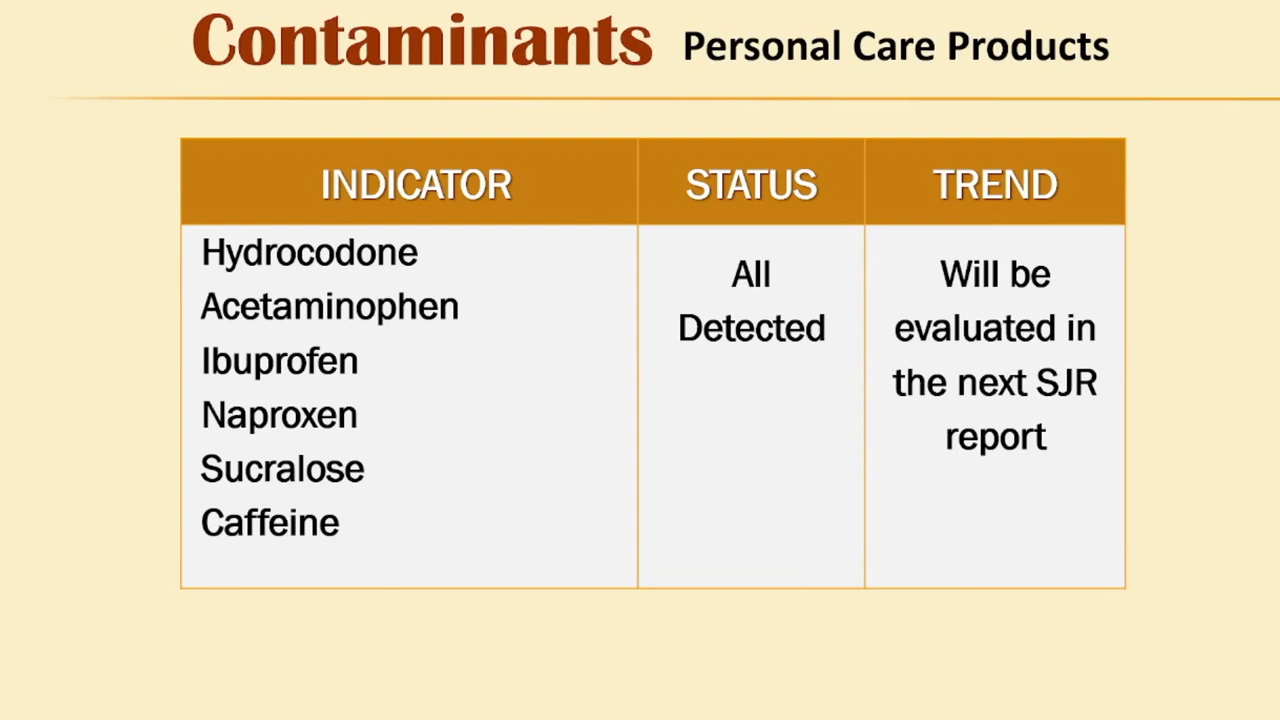 Contaminants Personal Care Products
INDICATOR STATUS TREND
Hydrocodone
Acetaminophen
Ibuprofen
Naproxen
Sucralose
Caffeine
All
Detected
Will be
evaluated in
the next SJR
report